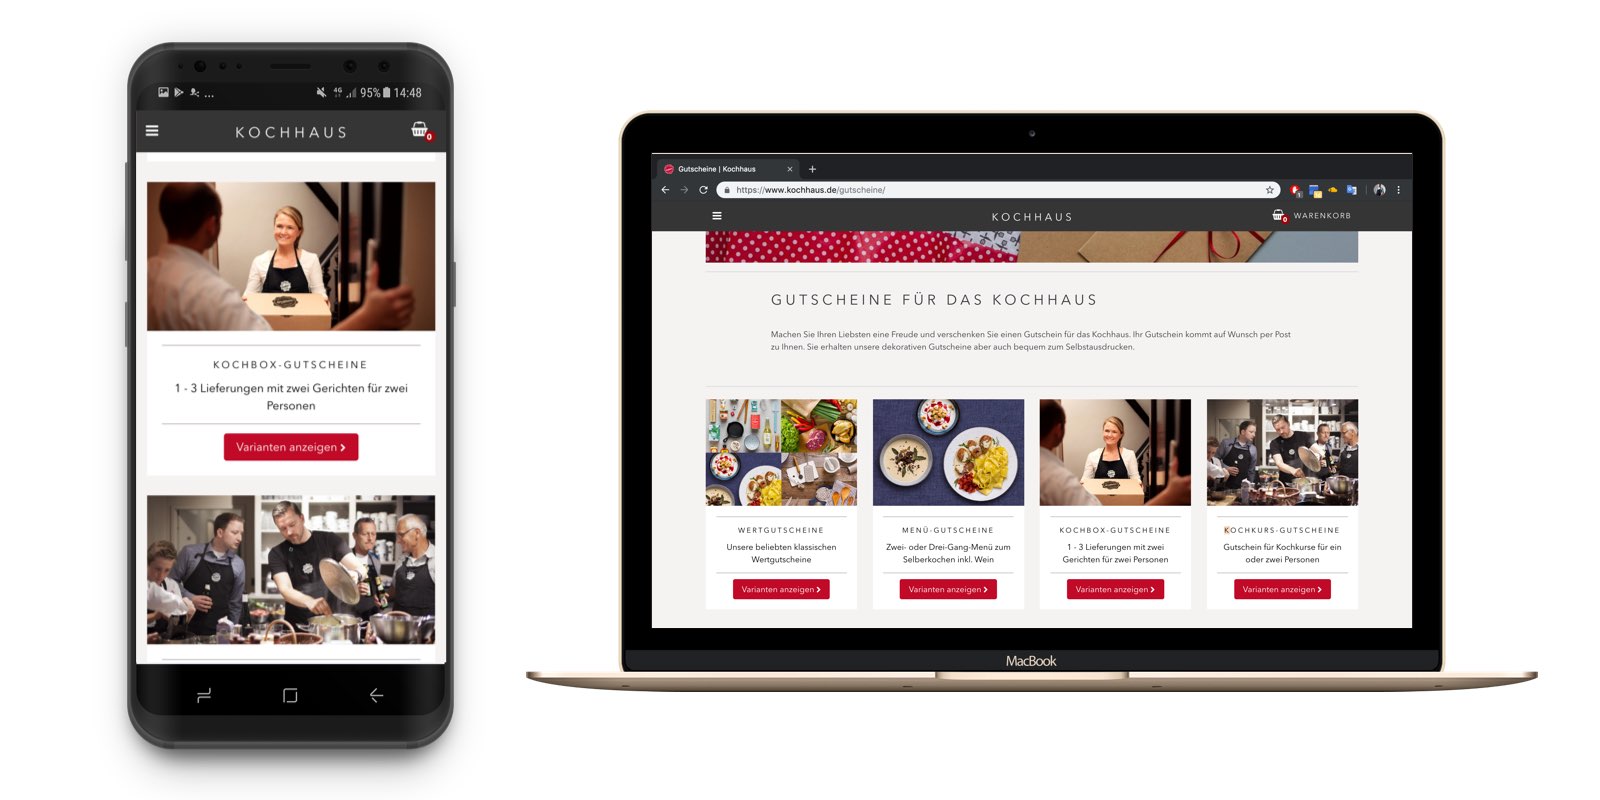 ... 4G 95% 14:48
KOCHHAUS
0
KOCHBOX-GUTSCHEINE
1 - 3 Lieferungen mit zwei Gerichten für zwei
Personen
Varianten anzeigen
Gutscheine | Kochhaus
https://www.kochhaus.de/gutscheine/
KOCHHAUS
0 WARENKORB
GUTSCHEINE FÜR DAS KOCHHAUS
Machen Sie Ihren Liebsten eine Freude und verschenken Sie einen Gutschein für das Kochhaus. Ihr Gutschein kommt auf Wunsch per Post
zu Ihnen. Sie erhalten unsere dekorativen Gutscheine aber auch bequem zum Selbstausdrucken.
WERTGUTSCHEINE
Unsere beliebten klassischen
Wertgutscheine
Varianten anzeigen
MENÜ-GUTSCHEINE
Zwei- oder Drei-Gang-Menü zum
Selberkochen inkl. Wein
Varianten anzeigen
KOCHBOX-GUTSCHEINE
1 - 3 Lieferungen mit zwei
Gerichten für zwei Personen
Varianten anzeigen
KOCHKURS-GUTSCHEINE
Gutschein für Kochkurse für ein
oder zwei Personen
Varianten anzeigen
MacBook